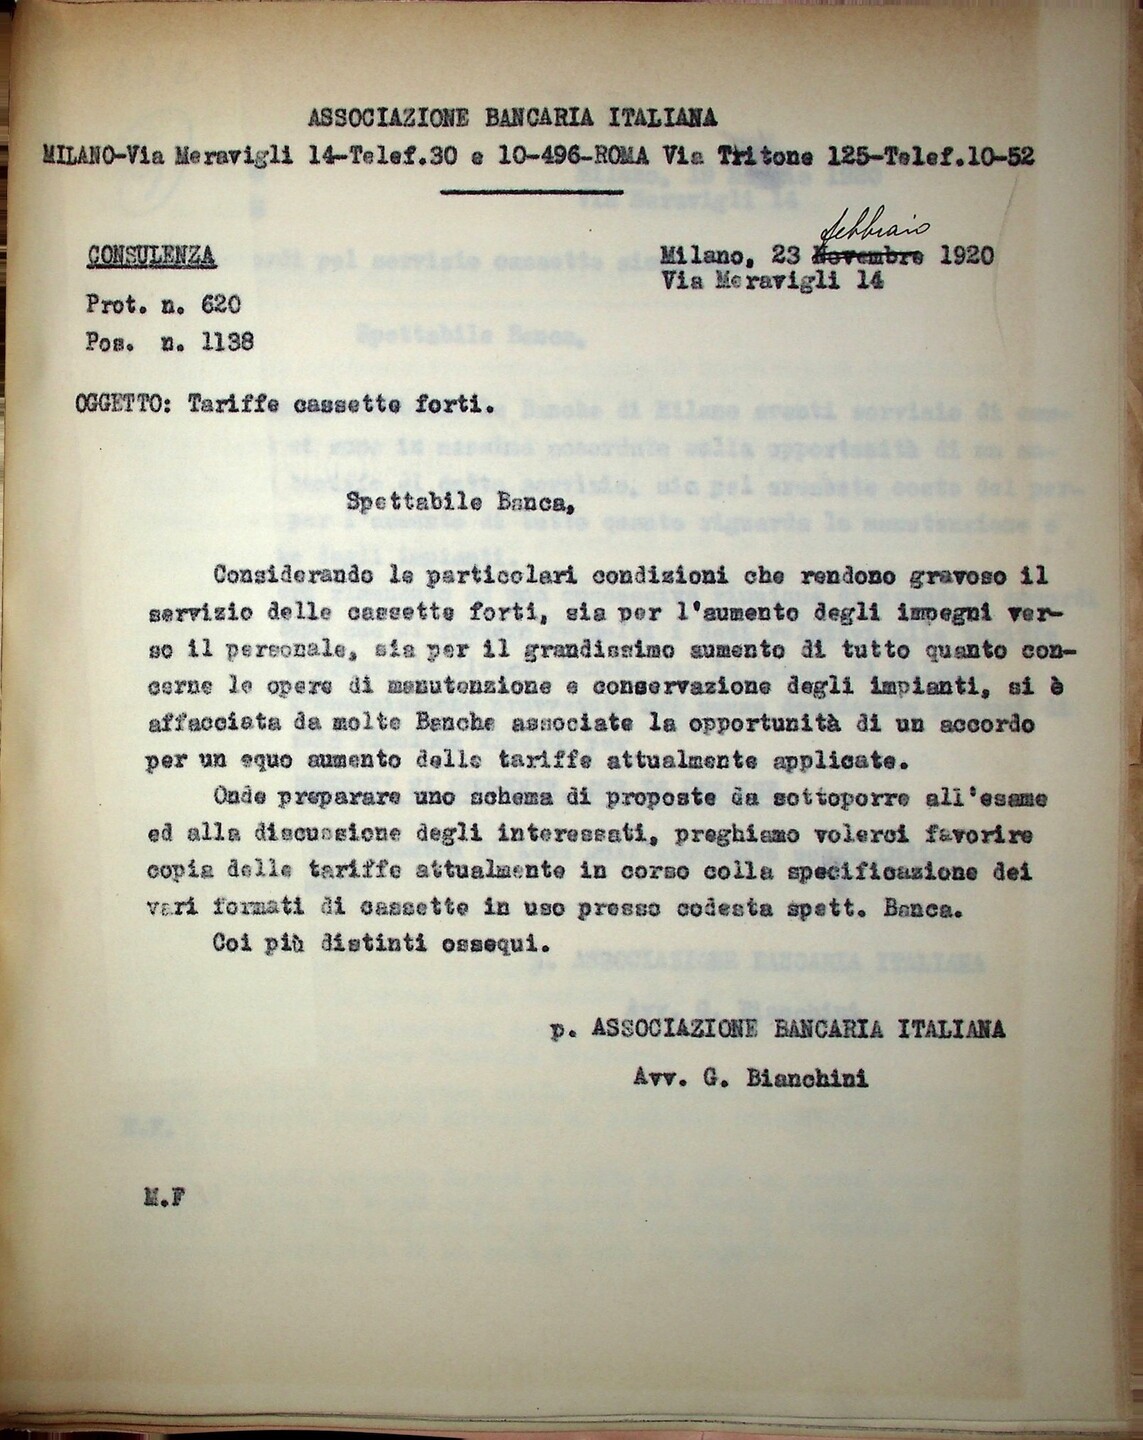 ASSOCIAZIONE BANCARIA ITALIANA
MILANO-Via Meravigli 14-Telef.30 e 10-496-ROMA Via Tritone 125-Telef.10-52
CONSULENZA
febbraio
Milano, 23 Novembre 1920
Via Meravigli 14
Prot. n. 620
Pos. n. 1138
OGGETTO: Tariffe cassette forti.
Spettabile Banca,
Considerando le particolari condizioni che rendono gravoso il
servizio delle cassette forti, sia per l'aumento degli impegni ver-
so il personale, sia per il grandissimo aumento di tutto quanto con-
cerne le opere di manutenzione e conservazione degli impianti, si è
affacciata da molte Banche associate la opportunità di un accordo
per un equo aumento delle tariffe attualmente applicate.
Onde preparare uno schema di proposte da sottoporre all'esame
ed alla discussione degli interessati, preghiamo volerci favorire
copia delle tariffe attualmente in corso colla specificazione dei
vari formati di cassette in uso presso codesta spett. Banca.
Coi più distinti ossequi.
p. ASSOCIAZIONE BANCARIA ITALIANA
Avv. G. Bianchini
M.F